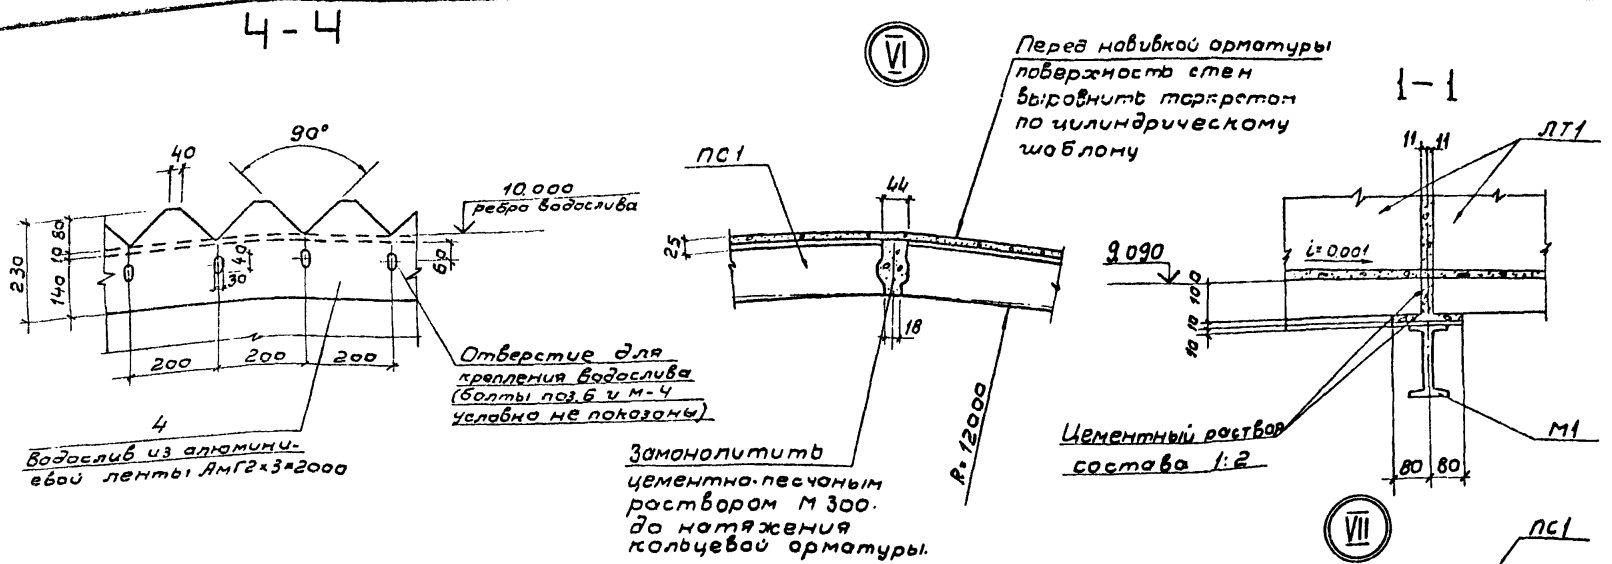 4-4
90°
40
10.000
ребро водослива
230
80
10
140
40
30
60
200 200 200
Отверстие для
крепления водослива
(болты поз.6 и М-4
условно не показаны)
4
Водослив из алюмини-
евой ленты АмГ2×3×2000
VI
Перед навивкой арматуры
поверхность стен
выровнить торкретом
по цилиндрическому
шаблону
ПС1
44
25
18
R=12000
Замонолитить
цементно-песчаным
раствором М 300.
до натяжения
кольцевой арматуры.
1-1
11 11
ЛТ1
9.090
i=0.001
10
10
10
Цементный раствор
состава 1:2
М1
80 80
VII
ПС1